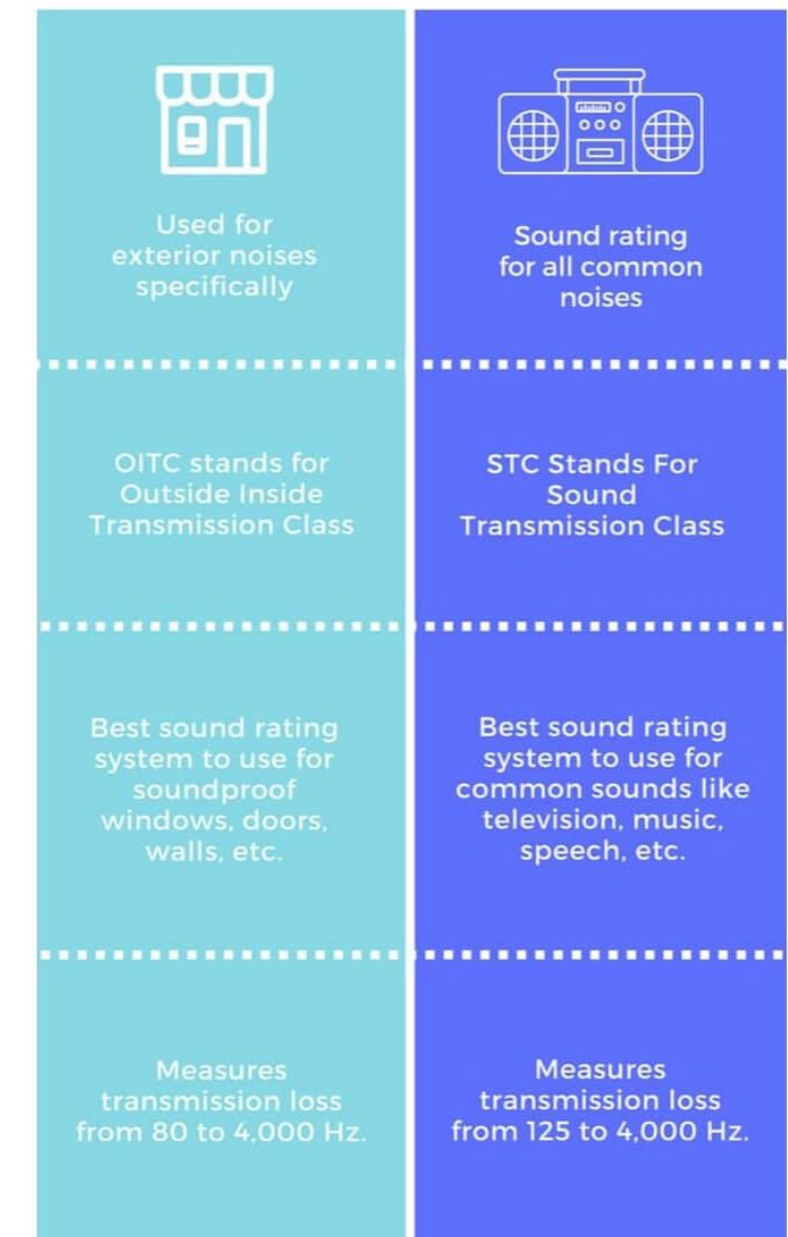 Used for
exterior noises
specifically
Sound rating
for all common
noises
OITC stands for
Outside Inside
Transmission Class
STC Stands For
Sound
Transmission Class
Best sound rating
system to use for
soundproof
windows, doors,
walls, etc.
Best sound rating
system to use for
common sounds like
television, music,
speech, etc.
Measures
transmission loss
from 80 to 4,000 Hz.
Measures
transmission loss
from 125 to 4,000 Hz.